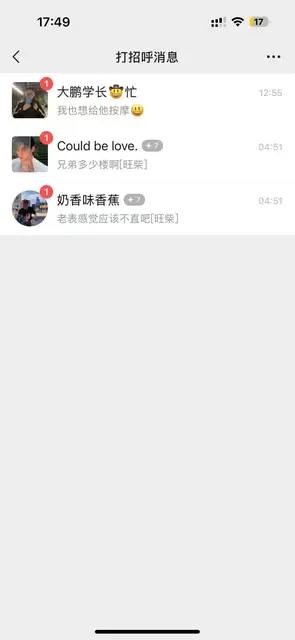 17:49
17
打招呼消息
1
大鹏学长🤠忙
12:55
我也想给他按摩😃
1
Could be love.
+ 7
04:51
兄弟多少楼啊[旺柴]
1
奶香味香蕉
+ 7
04:51
老表感觉应该不直吧[旺柴]